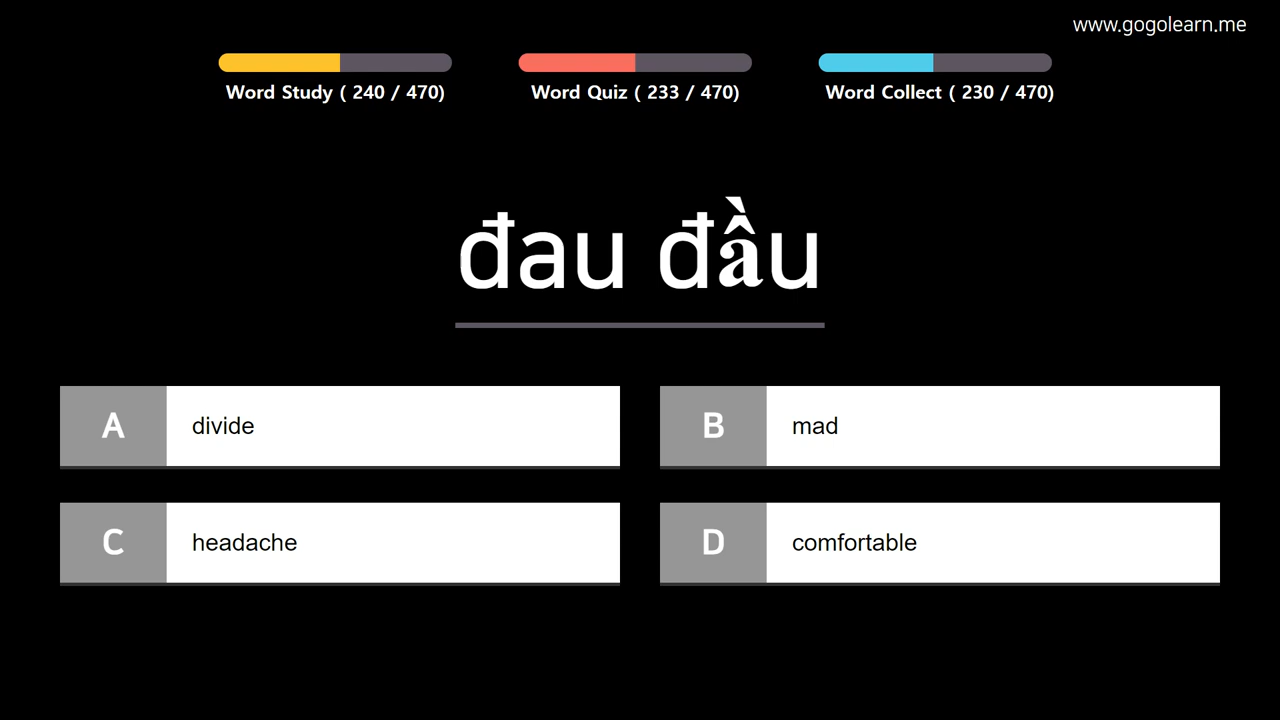 www.gogolearn.me
Word Study ( 240 / 470)
Word Quiz ( 233 / 470)
Word Collect ( 230 / 470)
đau đầu
A divide
B mad
C headache
D comfortable